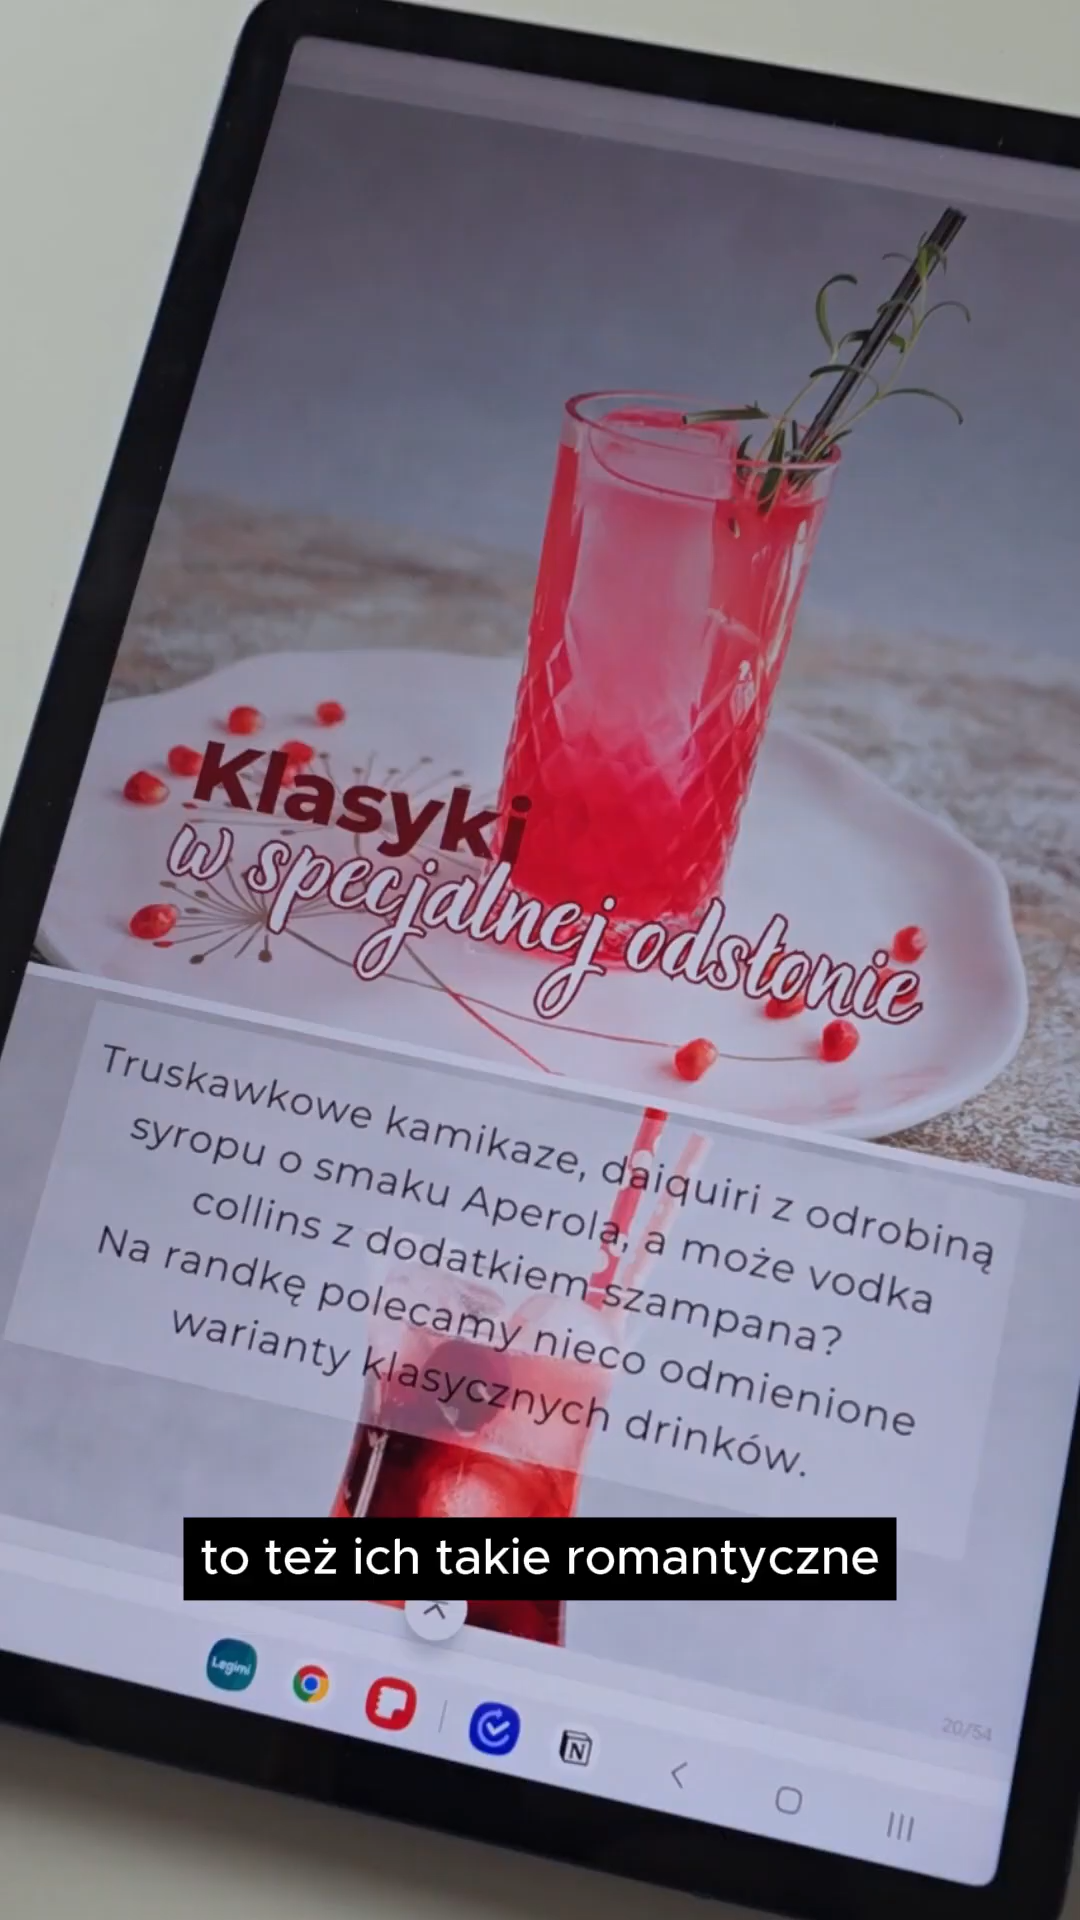 Klasyki
w specjalnej odsłonie
Truskawkowe kamikaze, daiquiri z odrobiną
syropu o smaku Aperola, a może vodka
collins z dodatkiem szampana?
Na randkę polecamy nieco odmienione
warianty klasycznych drinków.
to też ich takie romantyczne
Legimi
N
20/54